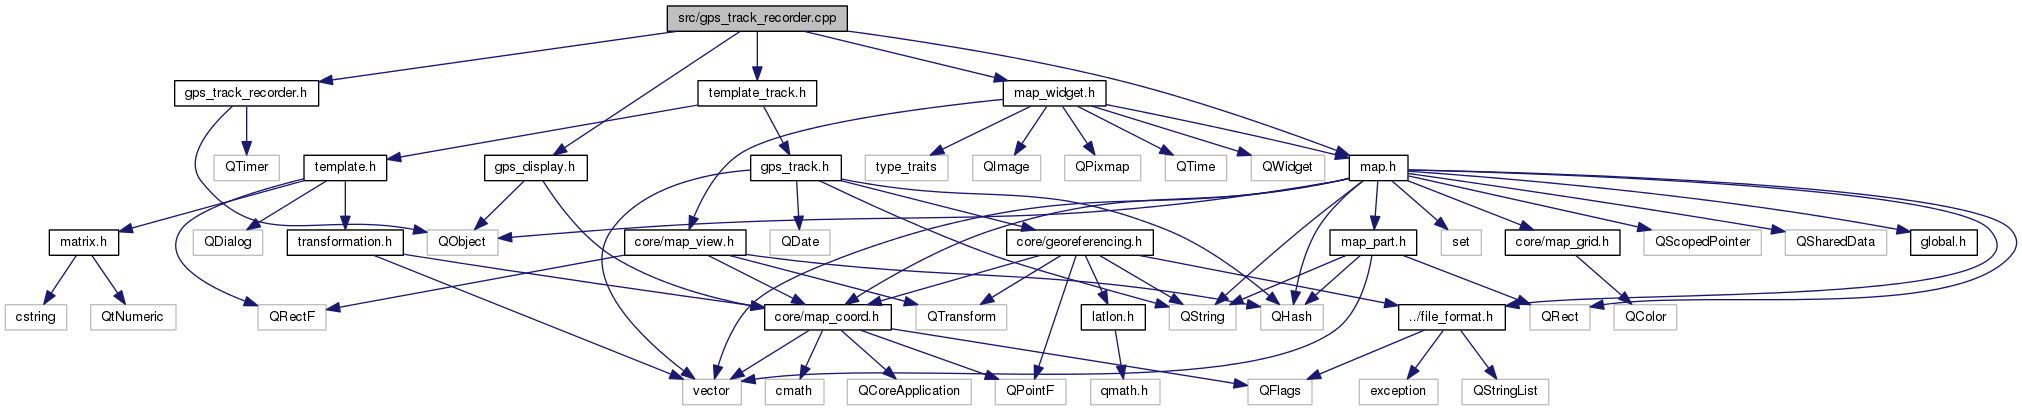 src/gps_track_recorder.cpp
gps_track_recorder.h
template_track.h
map_widget.h
QTimer
template.h
gps_display.h
gps_track.h
type_traits
QImage
QPixmap
QTime
QWidget
map.h
matrix.h
QDialog
transformation.h
QObject
core/map_view.h
QDate
core/georeferencing.h
map_part.h
set
core/map_grid.h
QScopedPointer
QSharedData
global.h
cstring
QtNumeric
QRectF
core/map_coord.h
QTransform
latlon.h
QString
QHash
../file_format.h
QRect
QColor
vector
cmath
QCoreApplication
QPointF
qmath.h
QFlags
exception
QStringList